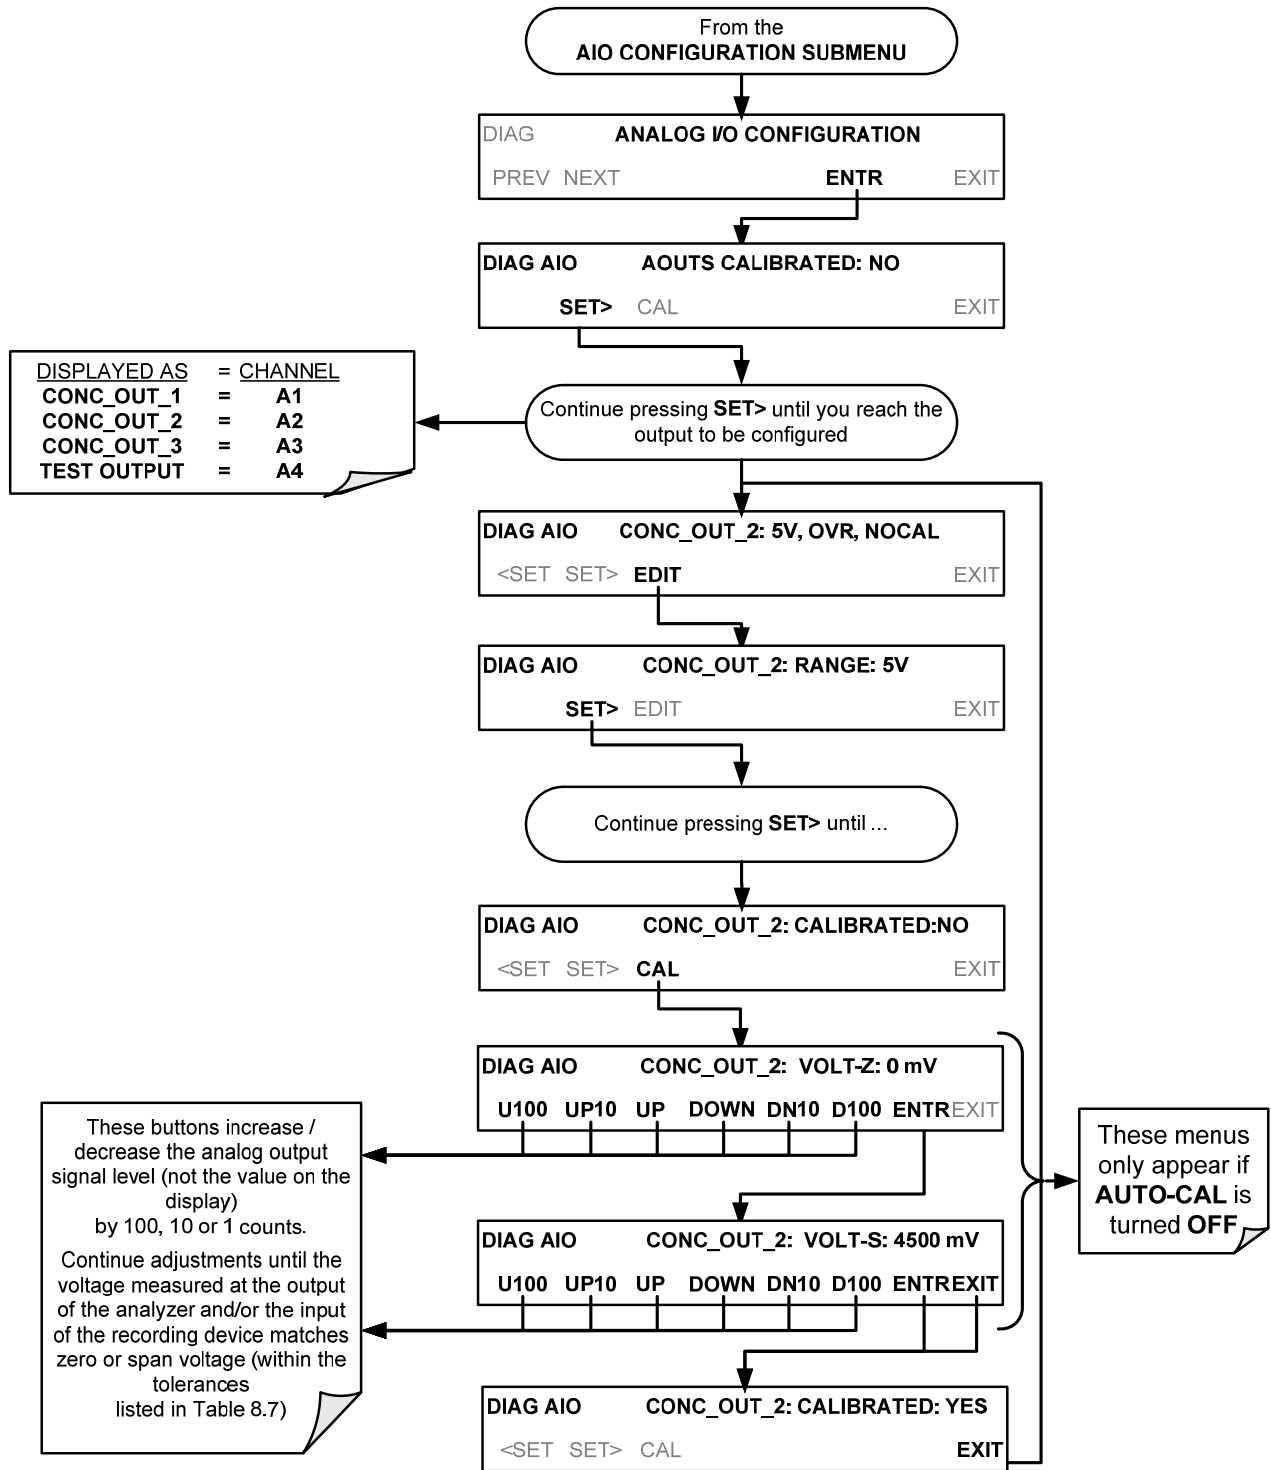 From the
AIO CONFIGURATION SUBMENU
DIAG ANALOG I/O CONFIGURATION
PREV NEXT ENTR EXIT
DIAG AIO AOUTS CALIBRATED: NO
SET> CAL EXIT
DISPLAYED AS = CHANNEL
CONC_OUT_1 = A1
CONC_OUT_2 = A2
CONC_OUT_3 = A3
TEST OUTPUT = A4
Continue pressing SET> until you reach the
output to be configured
DIAG AIO CONC_OUT_2: 5V, OVR, NOCAL
<SET SET> EDIT EXIT
DIAG AIO CONC_OUT_2: RANGE: 5V
SET> EDIT EXIT
Continue pressing SET> until ...
DIAG AIO CONC_OUT_2: CALIBRATED:NO
<SET SET> CAL EXIT
DIAG AIO CONC_OUT_2: VOLT-Z: 0 mV
U100 UP10 UP DOWN DN10 D100 ENTR EXIT
These buttons increase /
decrease the analog output
signal level (not the value on the
display)
by 100, 10 or 1 counts.
Continue adjustments until the
voltage measured at the output
of the analyzer and/or the input
of the recording device matches
zero or span voltage (within the
tolerances
listed in Table 8.7)
These menus
only appear if
AUTO-CAL is
turned OFF
DIAG AIO CONC_OUT_2: VOLT-S: 4500 mV
U100 UP10 UP DOWN DN10 D100 ENTR EXIT
DIAG AIO CONC_OUT_2: CALIBRATED: YES
<SET SET> CAL EXIT